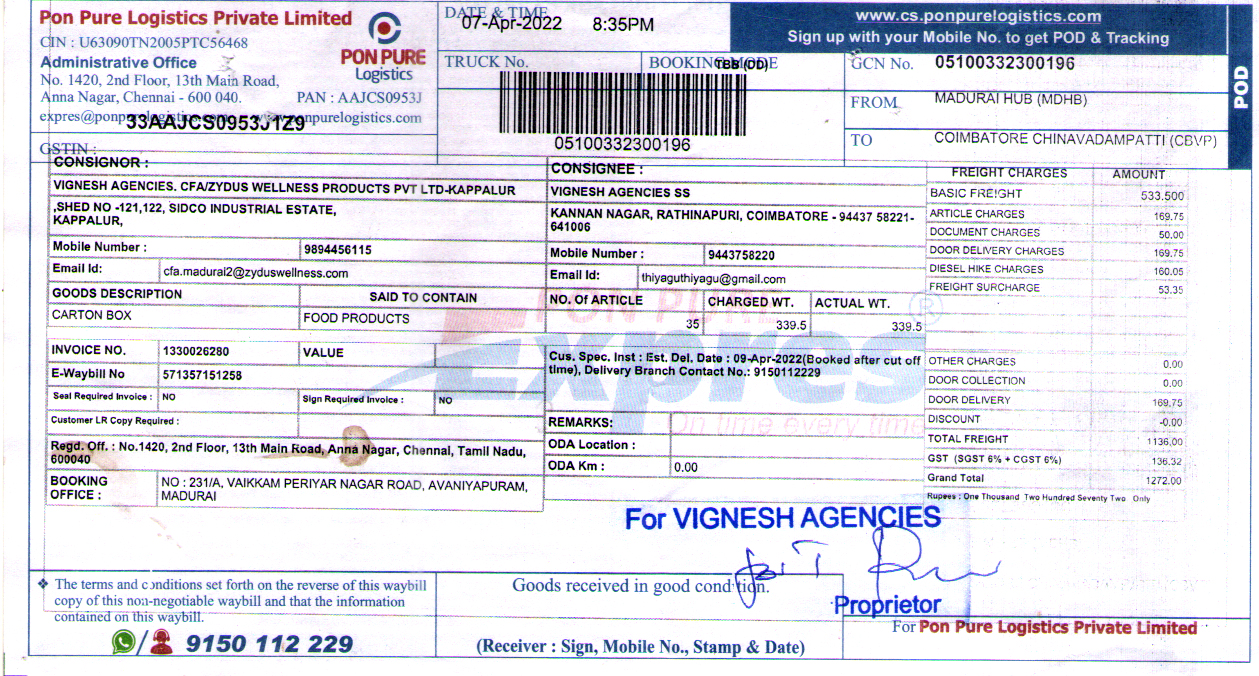 Pon Pure Logistics Private Limited
CIN : U63090TN2005PTC56468
Administrative Office
No. 1420, 2nd Floor, 13th Main Road,
Anna Nagar, Chennai - 600 040. PAN : AAJCS0953J
PON PURE
Logistics
33AAJCS0953J1Z9
GSTIN :
DATE & TIME
07-Apr-2022 8:35PM
TRUCK No. BOOKING MODE
TBB (OD)
05100332300196
www.cs.ponpurelogistics.com
Sign up with your Mobile No. to get POD & Tracking
GCN No. 05100332300196
FROM MADURAI HUB (MDHB)
TO COIMBATORE CHINAVADAMPATTI (CBVP)
POD
CONSIGNOR :
VIGNESH AGENCIES. CFA/ZYDUS WELLNESS PRODUCTS PVT LTD-KAPPALUR
,SHED NO -121,122, SIDCO INDUSTRIAL ESTATE,
KAPPALUR,
Mobile Number : 9894456115
Email Id: cfa.madurai2@zyduswellness.com
GOODS DESCRIPTION SAID TO CONTAIN
CARTON BOX FOOD PRODUCTS
INVOICE NO. 1330026280 VALUE
E-Waybill No 571357151258
Seal Required Invoice : NO Sign Required Invoice : NO
Customer LR Copy Required :
Regd. Off. : No.1420, 2nd Floor, 13th Main Road, Anna Nagar, Chennai, Tamil Nadu,
600040
BOOKING
OFFICE :
NO : 231/A, VAIKKAM PERIYAR NAGAR ROAD, AVANIYAPURAM,
MADURAI
CONSIGNEE :
VIGNESH AGENCIES SS
KANNAN NAGAR, RATHINAPURI, COIMBATORE - 94437 58221-
641006
Mobile Number : 9443758220
Email Id: thiyaguthiyagu@gmail.com
NO. Of ARTICLE CHARGED WT. ACTUAL WT.
35 339.5 339.5
Cus. Spec. Inst : Est. Del. Date : 09-Apr-2022(Booked after cut off
time), Delivery Branch Contact No.: 9150112229
REMARKS:
ODA Location :
ODA Km : 0.00
PON PURE
Expres ®
On time every time
FREIGHT CHARGES AMOUNT
BASIC FREIGHT 533.500
ARTICLE CHARGES 169.75
DOCUMENT CHARGES 50.00
DOOR DELIVERY CHARGES 169.75
DIESEL HIKE CHARGES 160.05
FREIGHT SURCHARGE 53.35
OTHER CHARGES 0.00
DOOR COLLECTION 0.00
DOOR DELIVERY 169.75
DISCOUNT -0.00
TOTAL FREIGHT 1136.00
GST (SGST 6% + CGST 6%) 136.32
Grand Total 1272.00
Rupees : One Thousand Two Hundred Seventy Two Only
For VIGNESH AGENCIES
Proprietor
❖ The terms and conditions set forth on the reverse of this waybill
copy of this non-negotiable waybill and that the information
contained on this waybill.
9150 112 229
Goods received in good condition.
(Receiver : Sign, Mobile No., Stamp & Date)
For Pon Pure Logistics Private Limited